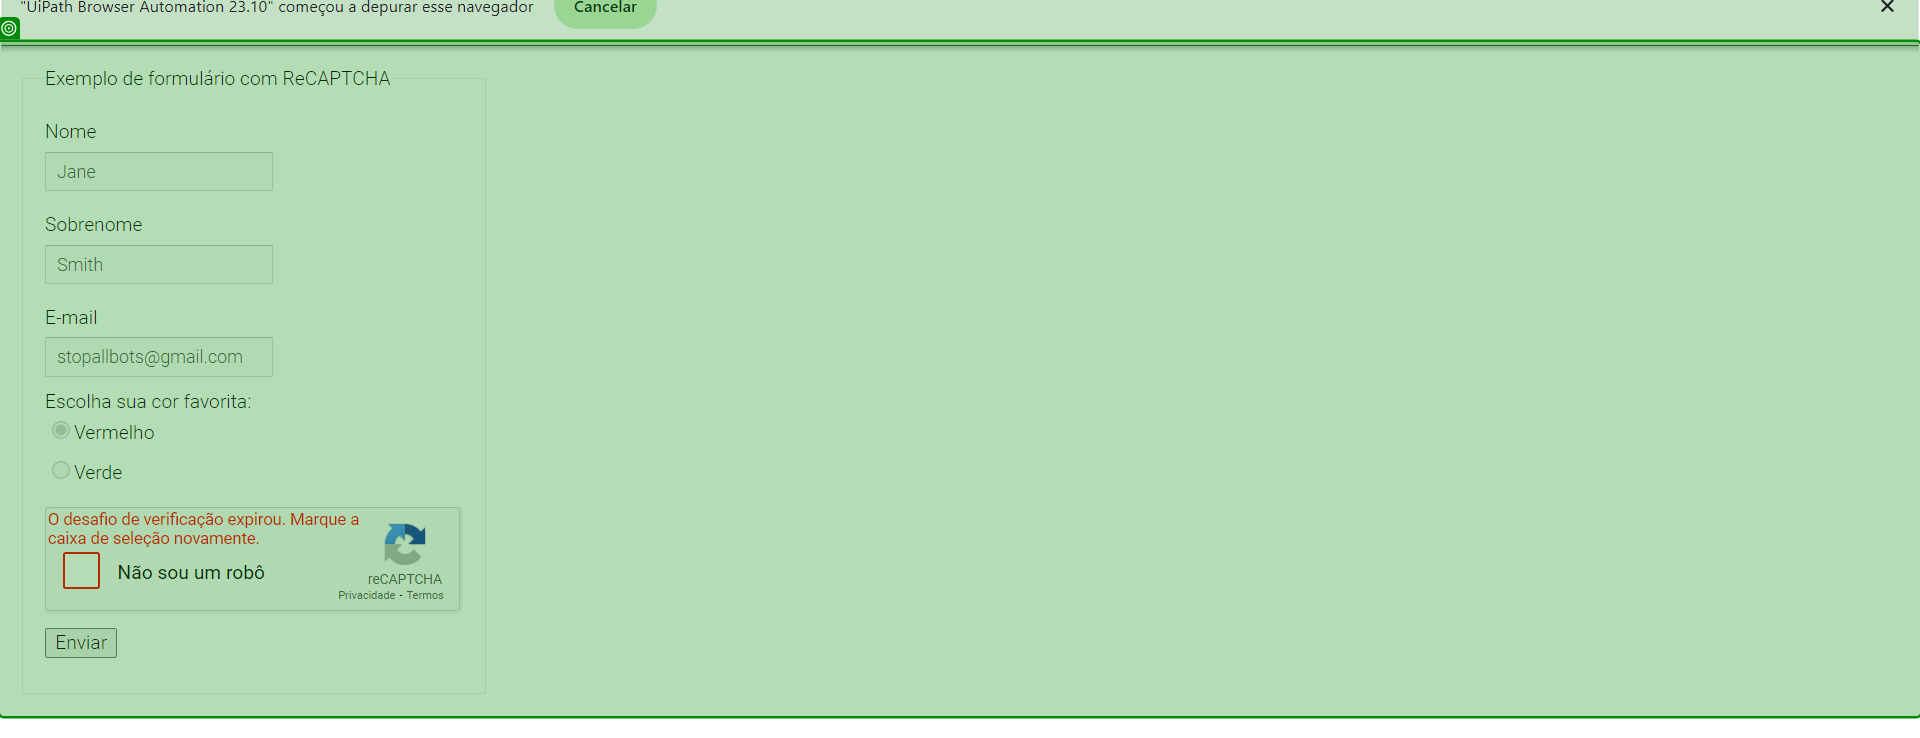 "UiPath Browser Automation 23.10" começou a depurar esse navegador Cancelar
Exemplo de formulário com ReCAPTCHA
Nome
Jane
Sobrenome
Smith
E-mail
stopallbots@gmail.com
Escolha sua cor favorita:
Vermelho
Verde
O desafio de verificação expirou. Marque a
caixa de seleção novamente.
Não sou um robô
reCAPTCHA
Privacidade - Termos
Enviar